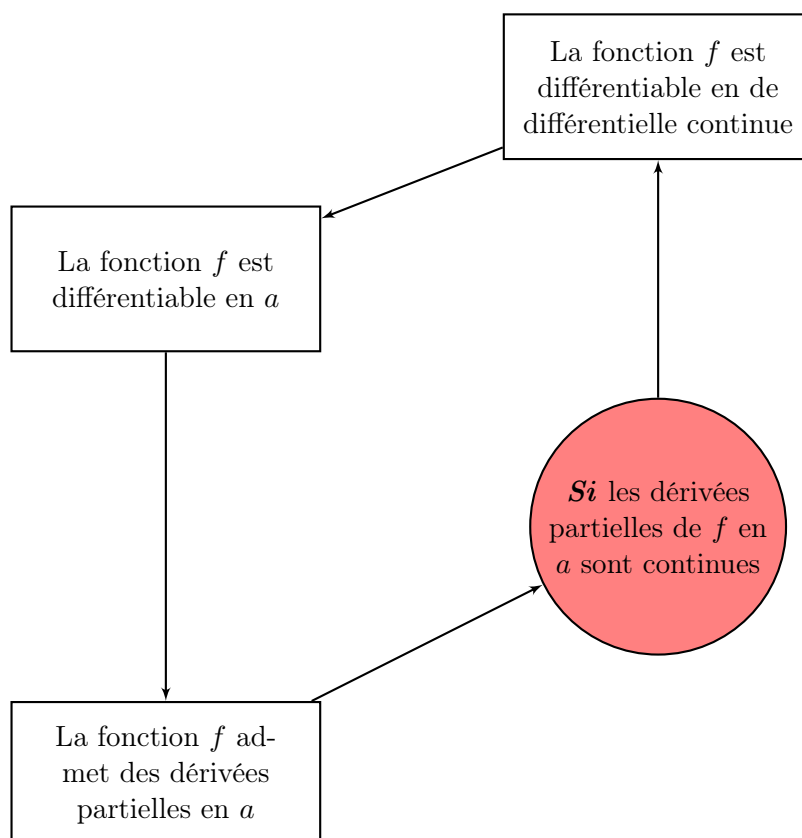 La fonction f est
différentiable en de
différentielle continue
La fonction f est
différentiable en a
Si les dérivées
partielles de f en
a sont continues
La fonction f ad-
met des dérivées
partielles en a